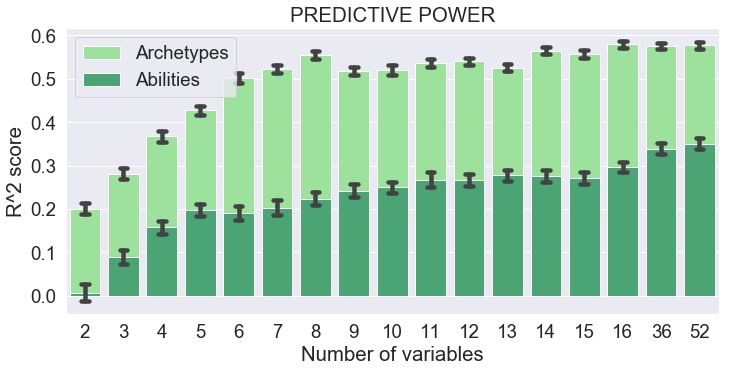 PREDICTIVE POWER
Archetypes
Abilities
R^2 score
0.6
0.5
0.4
0.3
0.2
0.1
0.0
2 3 4 5 6 7 8 9 10 11 12 13 14 15 16 36 52
Number of variables